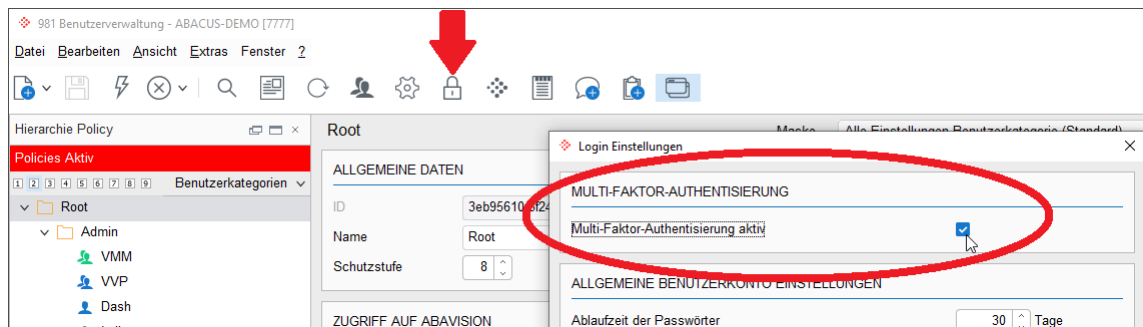 981 Benutzerverwaltung - ABACUS-DEMO [7777]
Datei Bearbeiten Ansicht Extras Fenster ?
Hierarchie Policy
Policies Aktiv
1 2 3 4 5 6 7 8 9 Benutzerkategorien
Root
Admin
VMM
VVP
Dash
Root
Maske Alle Einstellungen Benutzerkategorie (Standard)
ALLGEMEINE DATEN
ID
Name Root
Schutzstufe 8
ZUGRIFF AUF ABAVISION
Login Einstellungen
MULTI-FAKTOR-AUTHENTISIERUNG
Multi-Faktor-Authentisierung aktiv
ALLGEMEINE BENUTZERKONTO EINSTELLUNGEN
Ablaufzeit der Passwörter 30 Tage